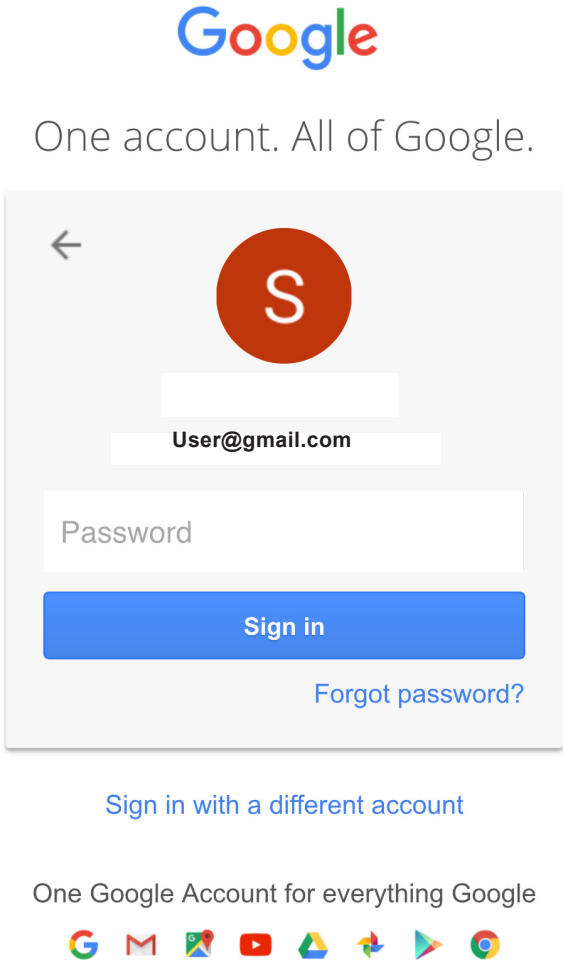 Google
One account. All of Google.
S
User@gmail.com
Password
Sign in
Forgot password?
Sign in with a different account
One Google Account for everything Google